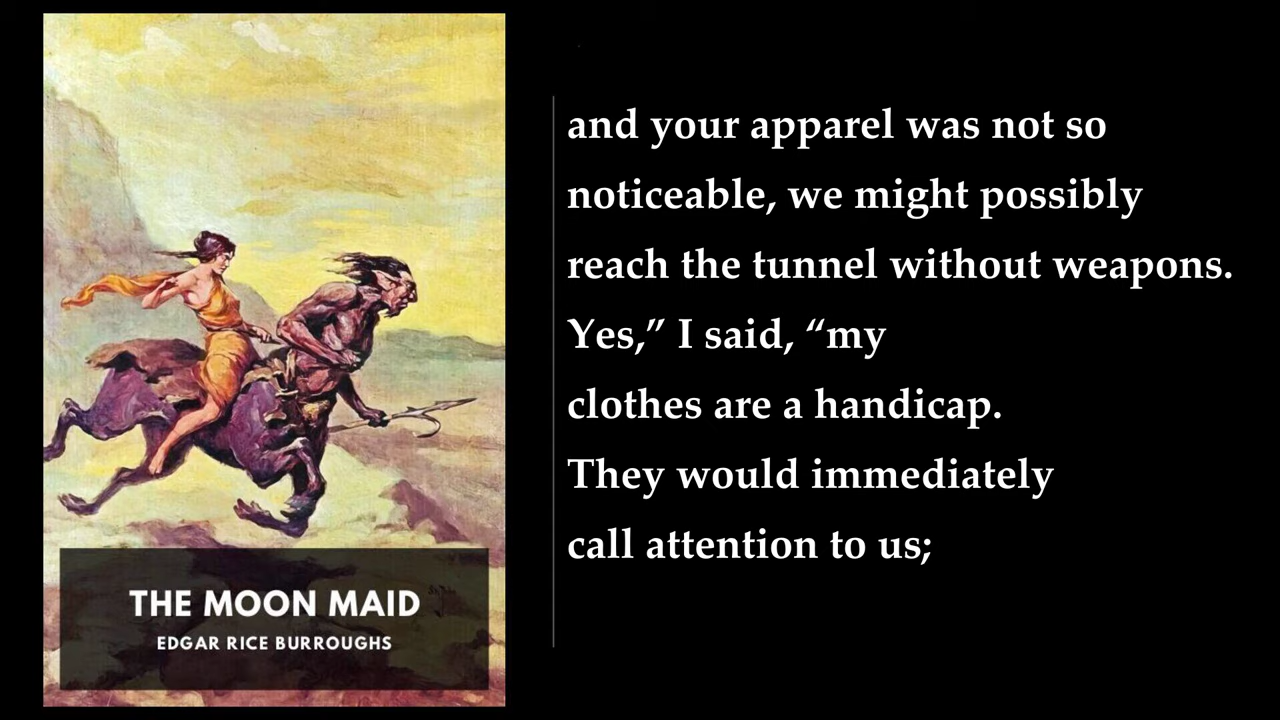 THE MOON MAID
EDGAR RICE BURROUGHS
and your apparel was not so
noticeable, we might possibly
reach the tunnel without weapons.
Yes,” I said, “my
clothes are a handicap.
They would immediately
call attention to us;